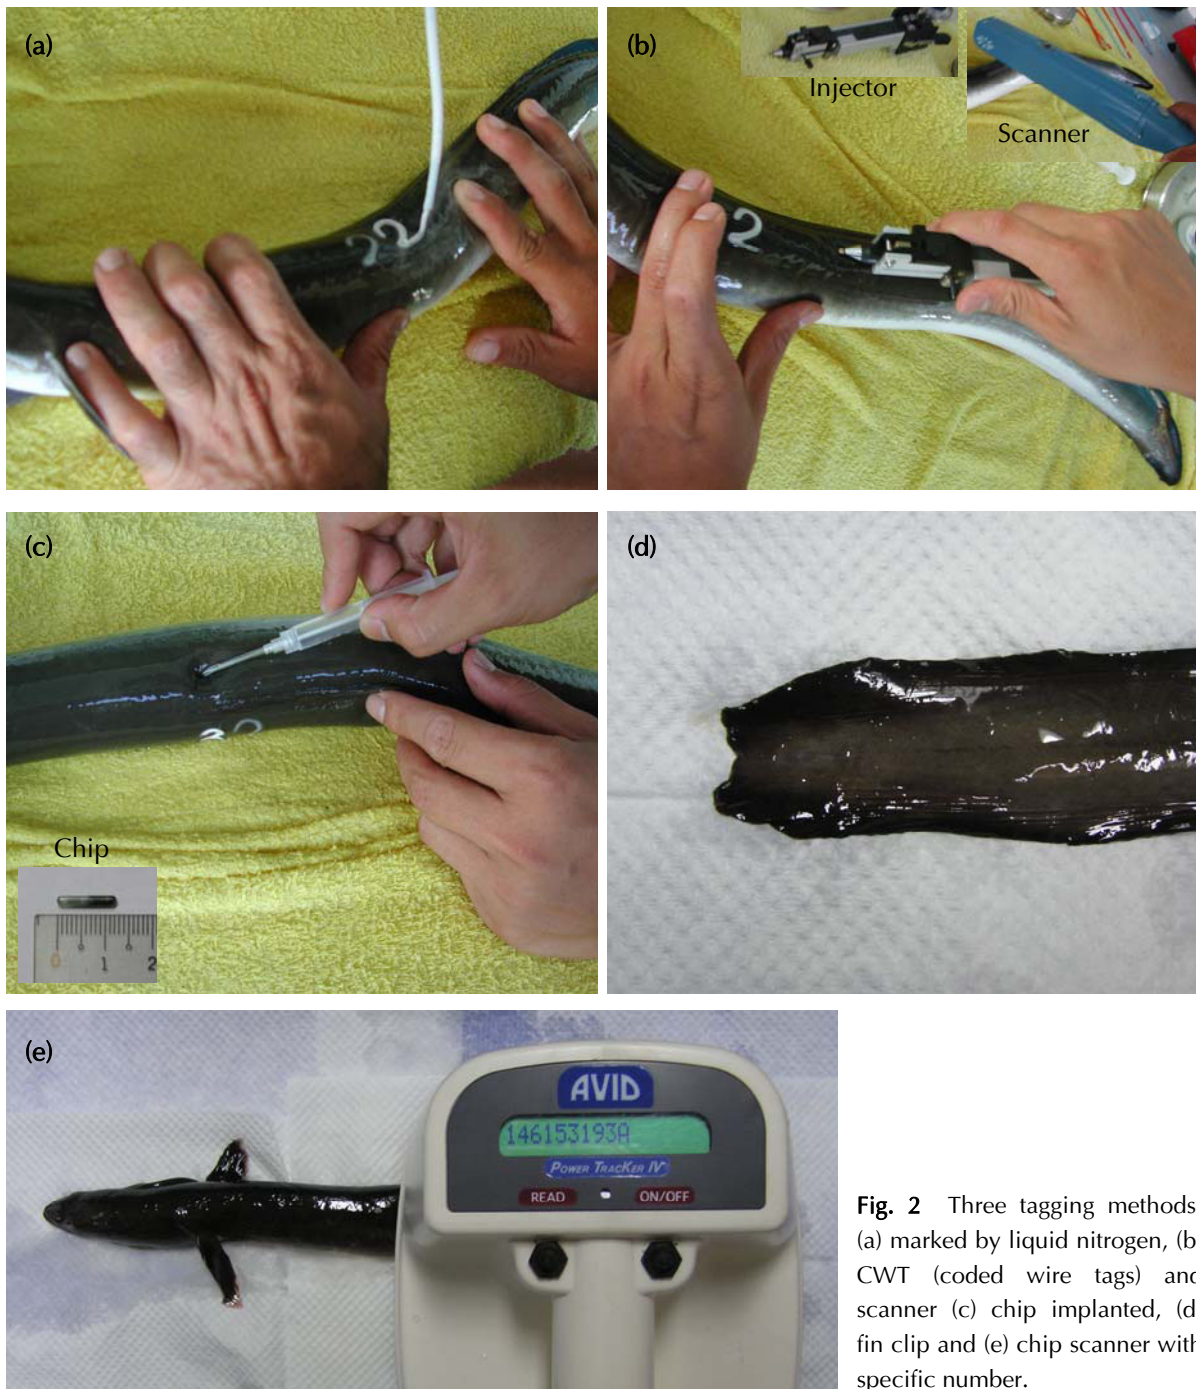 (a)
22
(b)
Injector
Scanner
2
(c)
Chip
0 1 2
(d)
(e)
AVID
146153193A
POWER TRACKER IV
READ ON/OFF
Fig. 2 Three tagging methods
(a) marked by liquid nitrogen, (b
CWT (coded wire tags) and
scanner (c) chip implanted, (d
fin clip and (e) chip scanner with
specific number.